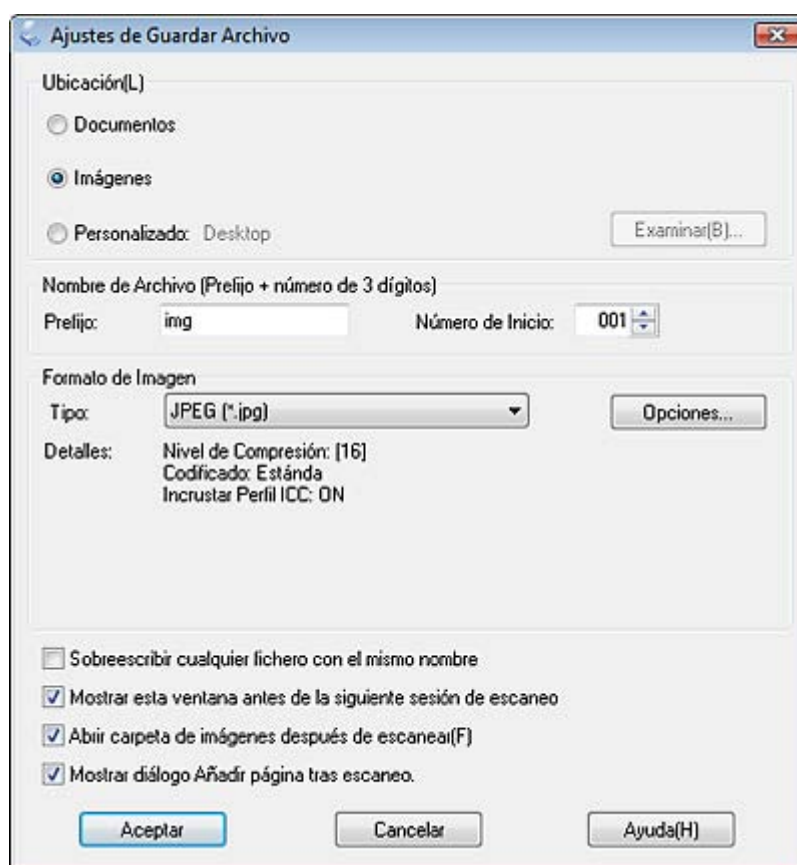 Ajustes de Guardar Archivo
Ubicación(L)
Documentos
Imágenes
Personalizado: Desktop Examinar(B)...
Nombre de Archivo (Prefijo + número de 3 dígitos)
Prefijo: img Número de Inicio: 001
Formato de Imagen
Tipo: JPEG (*.jpg) Opciones...
Detalles: Nivel de Compresión: [16]
Codificado: Estánda
Incrustar Perfil ICC: ON
Sobreescribir cualquier fichero con el mismo nombre
Mostrar esta ventana antes de la siguiente sesión de escaneo
Abrir carpeta de imágenes después de escanear(F)
Mostrar diálogo Añadir página tras escaneo.
Aceptar Cancelar Ayuda(H)